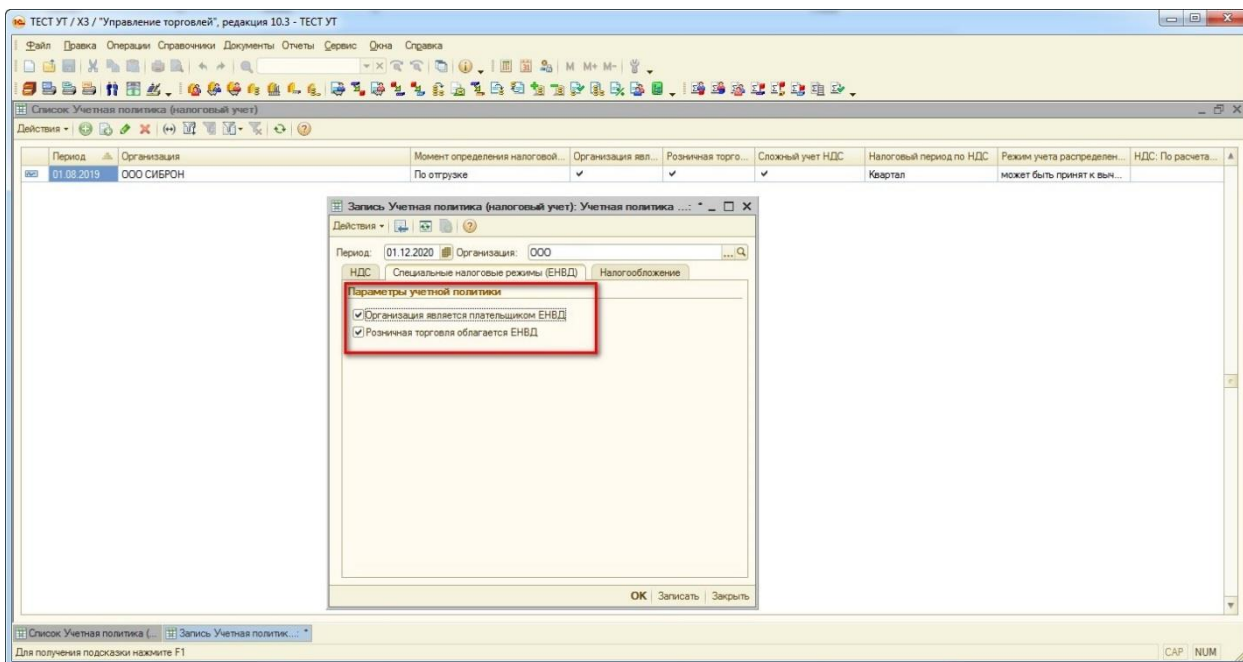 ТЕСТ УТ / ХЗ / "Управление торговлей", редакция 10.3 - ТЕСТ УТ
Файл Правка Операции Справочники Документы Отчеты Сервис Окна Справка
M M+ M-
Список Учетная политика (налоговый учет)
Действия
Период Организация Момент определения налоговой... Организация явл... Розничная торго... Сложный учет НДС Налоговый период по НДС Режим учета распределен... НДС: По расчета...
01.08.2019 ООО СИБРОН По отгрузке Квартал может быть принят к выч...
Запись Учетная политика (налоговый учет): Учетная политика ...: *
Действия
Период: 01.12.2020 Организация: ООО
НДС Специальные налоговые режимы (ЕНВД) Налогообложение
Параметры учетной политики
Организация является плательщиком ЕНВД
Розничная торговля облагается ЕНВД
OK Записать Закрыть
Список Учетная политика (... Запись Учетная политик...: *
Для получения подсказки нажмите F1 CAP NUM